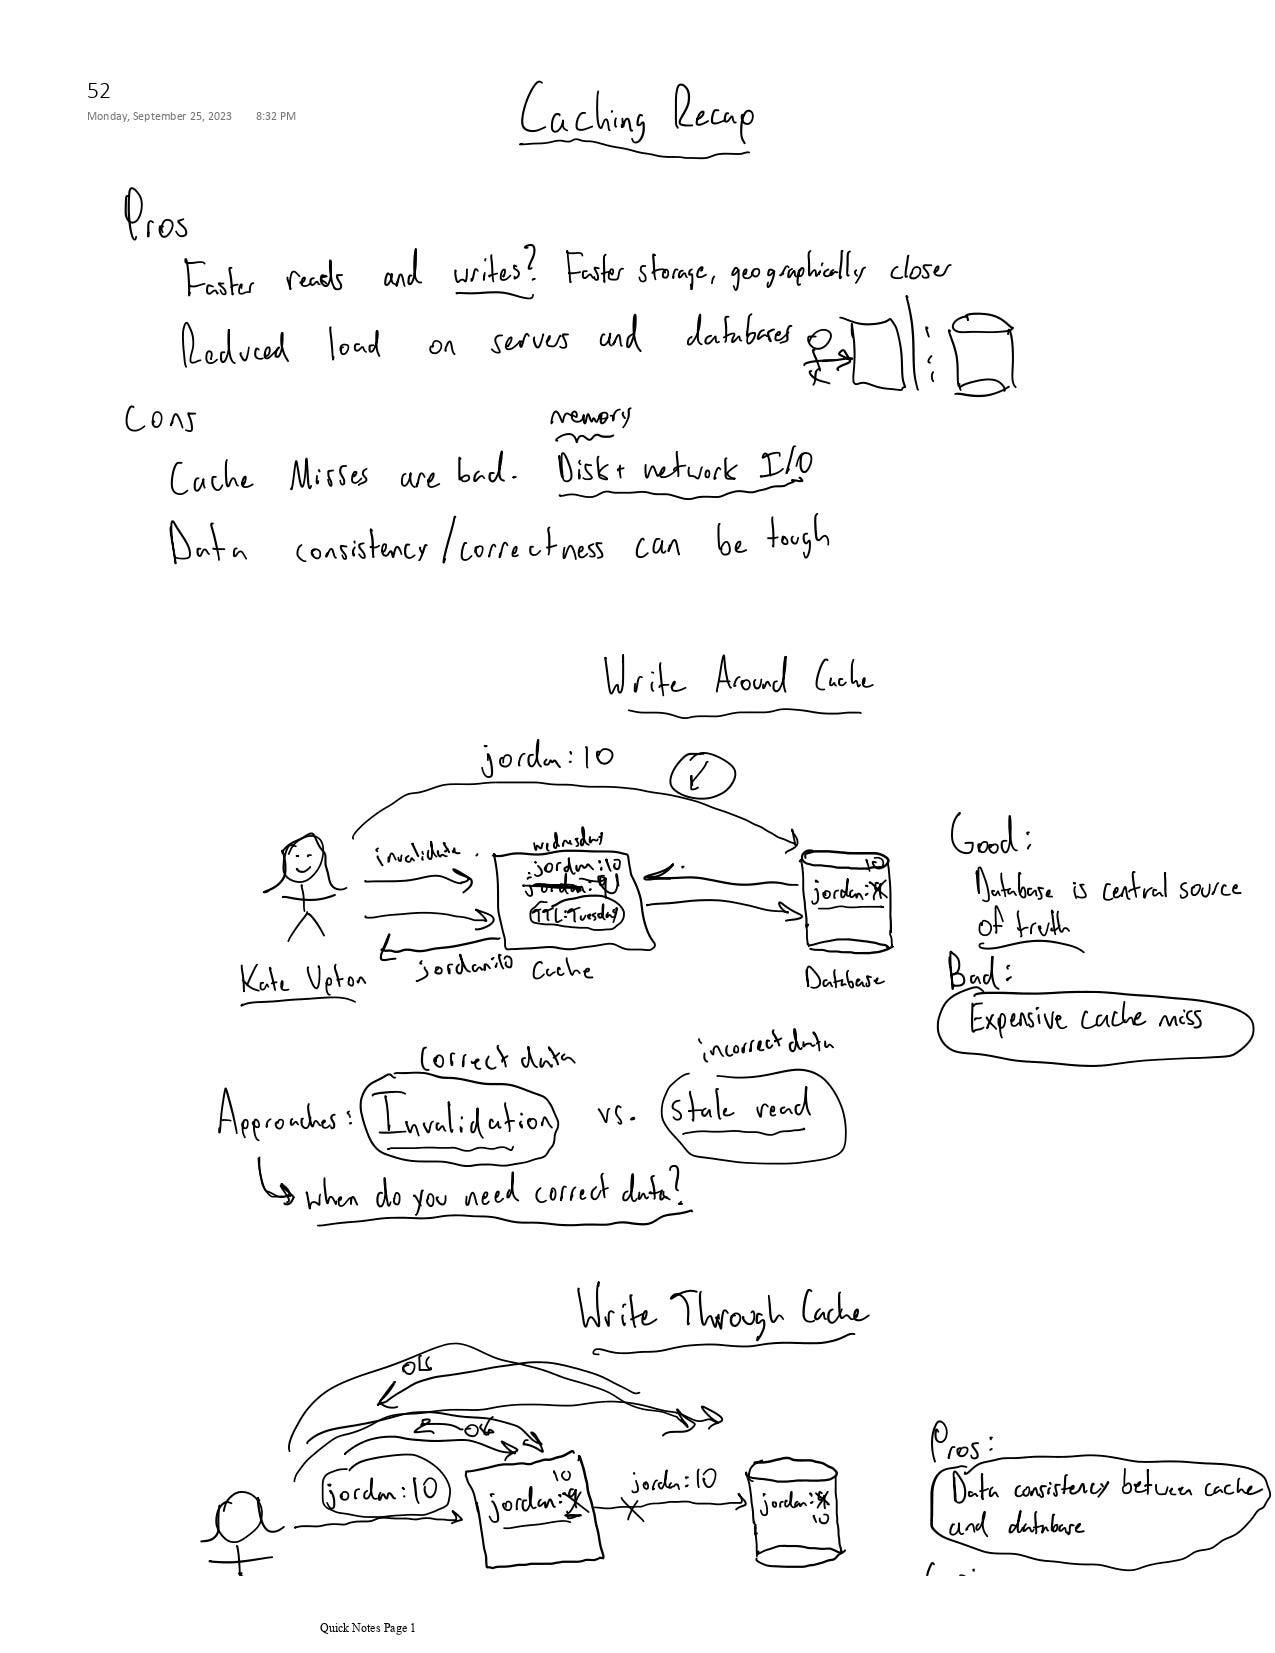 52
Monday, September 25, 2023 8:32 PM
Caching Recap
Pros
Faster reads and writes? Faster storage, geographically closer
Reduced load on servers and databases
Cons
memory
Cache Misses are bad. Disk + network I/O
Data consistency/correctness can be tough
Write Around Cache
jordan:10
invalidate
wednesday
jordan:10
jordan:9
TTL:Tuesday
10
jordan:
jordan:10
Kate Upton
Cache
Database
Good:
Database is central source
of truth
Bad:
Expensive cache miss
correct data
incorrect data
Approaches: Invalidation vs. stale read
when do you need correct data?
Write Through Cache
ok
ok
jordan:10
10
jordan:9
jordan:10
jordan:
10
Pros:
Data consistency between cache
and database
Quick Notes Page 1